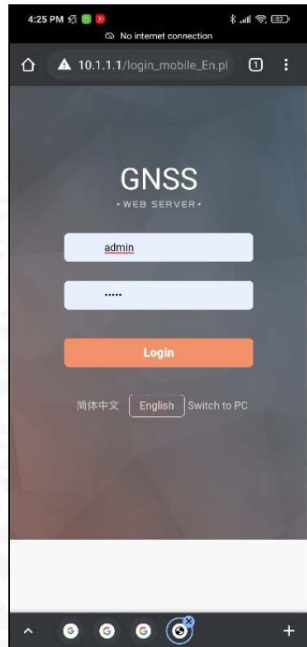 4:25 PM
No internet connection
10.1.1.1/login_mobile_En.pl
1
GNSS
•WEB SERVER•
admin
•••••
Login
简体中文 English Switch to PC